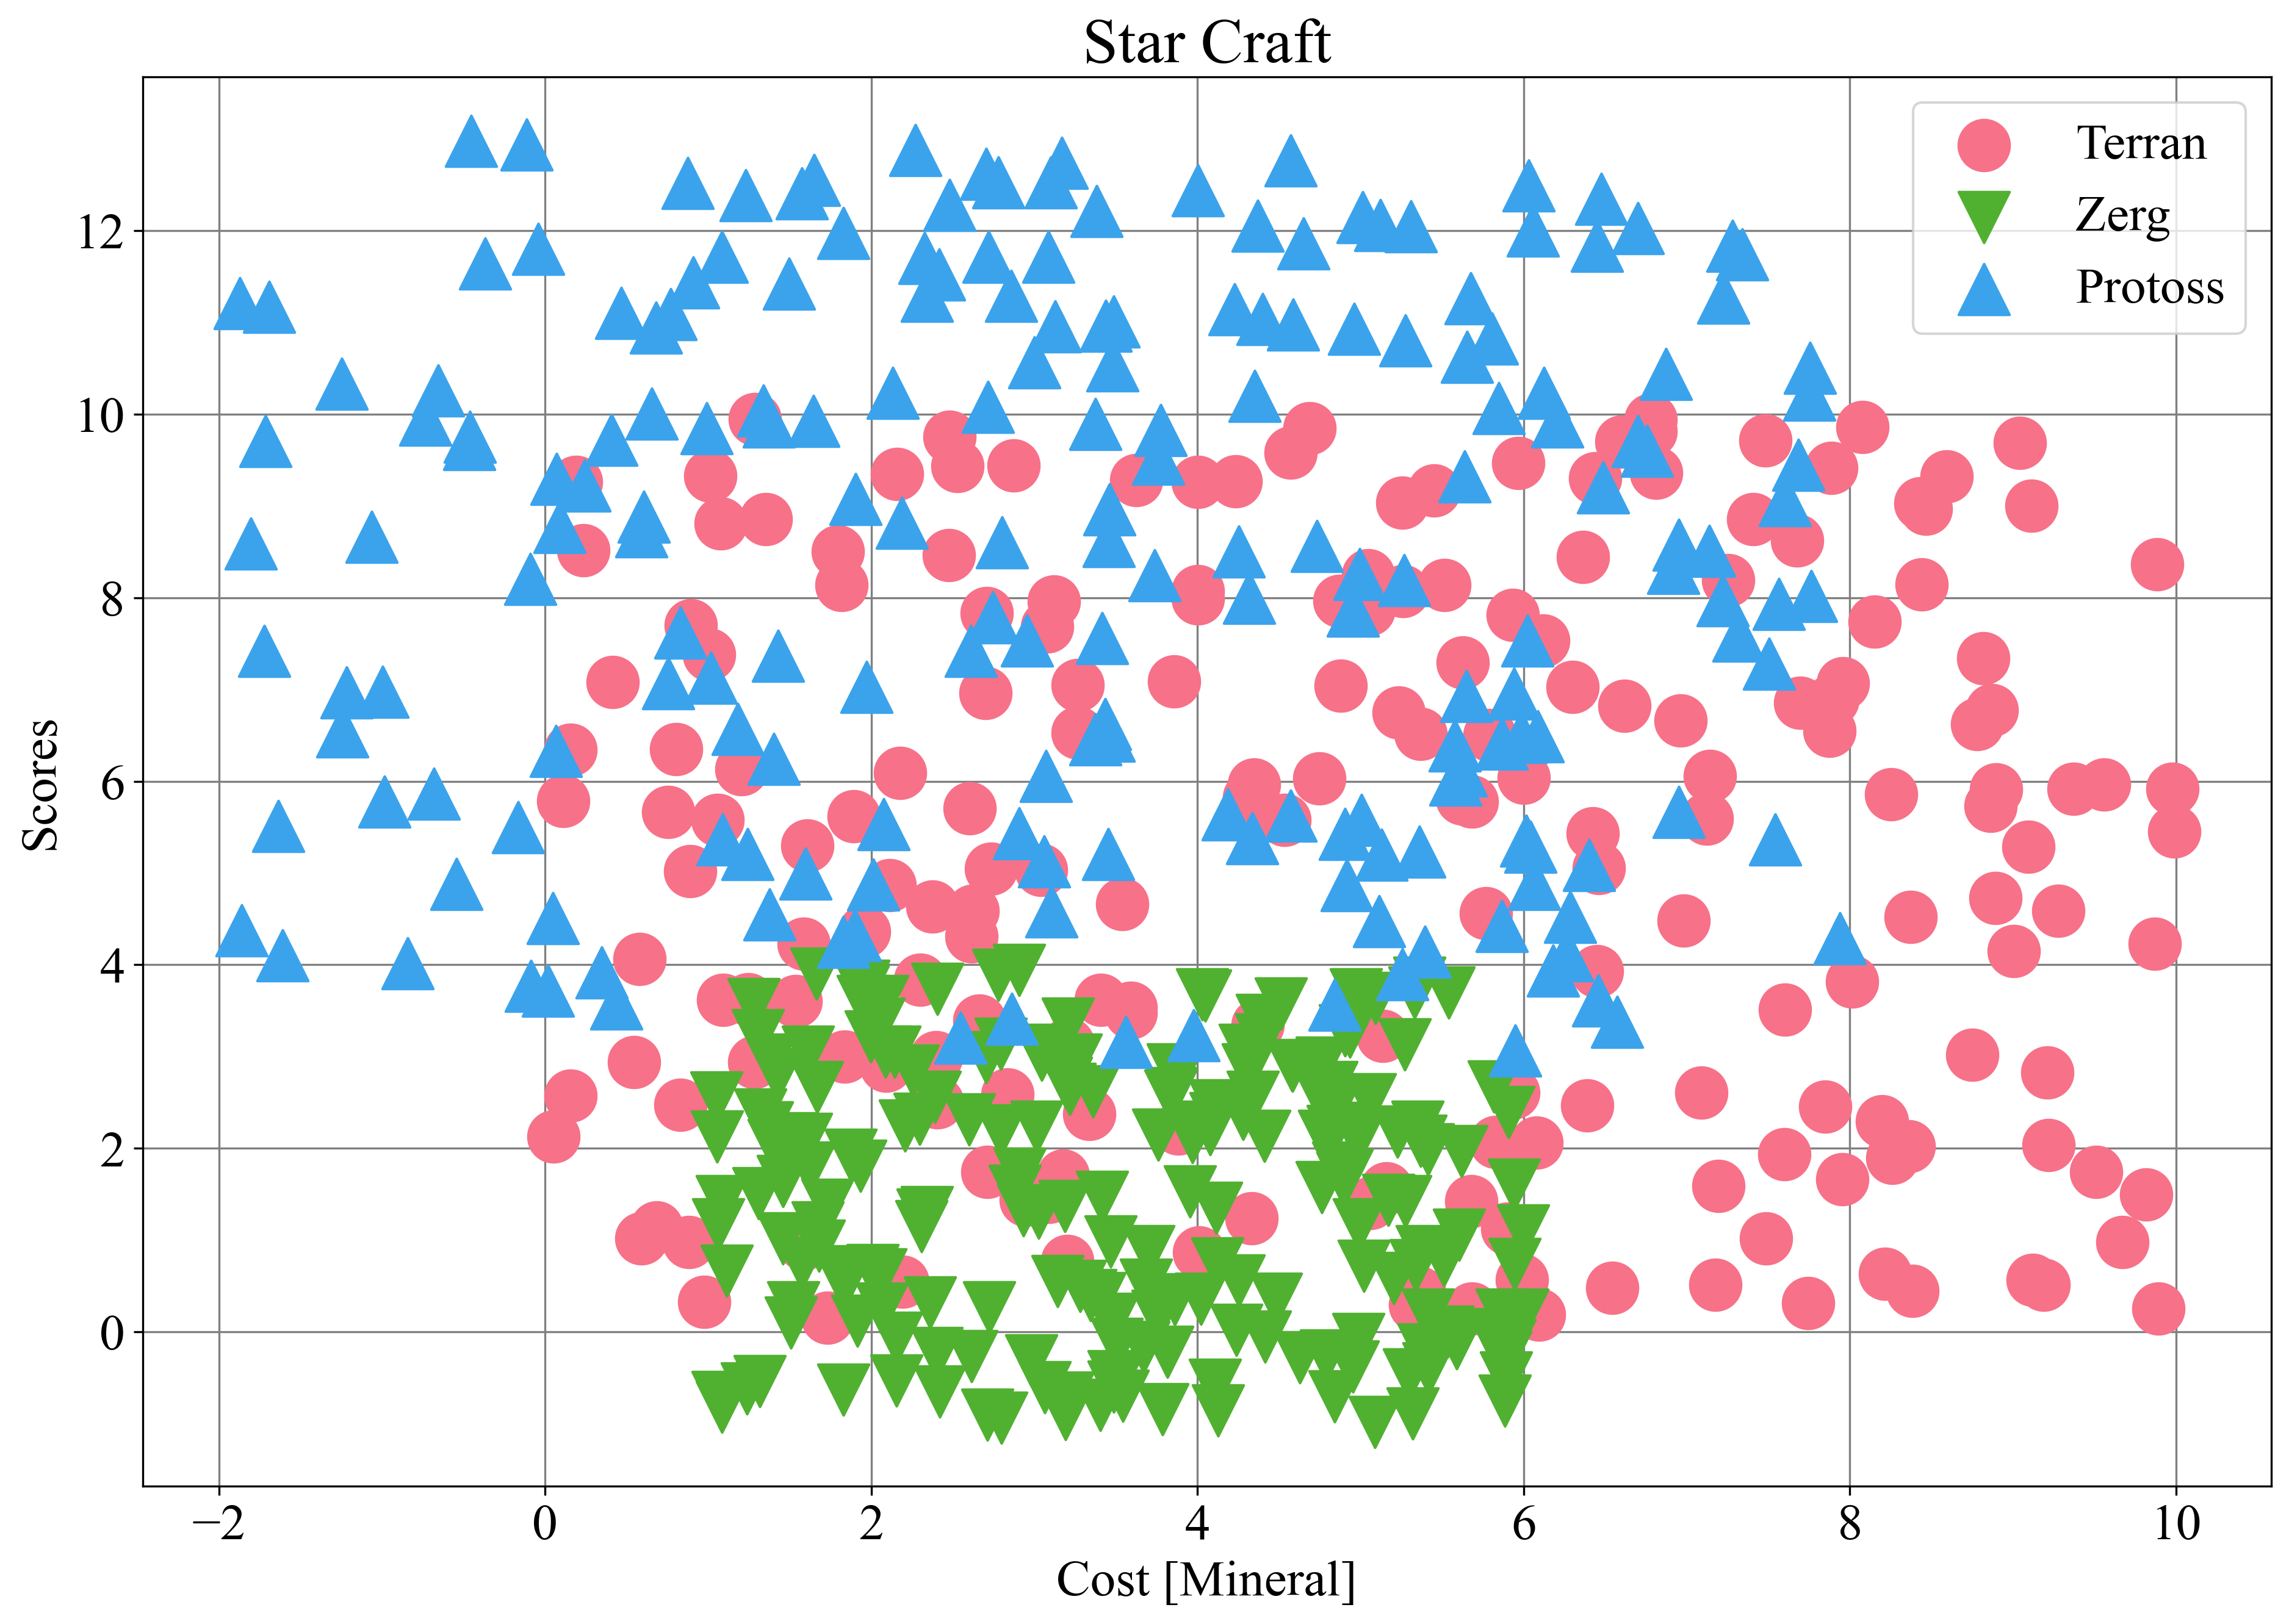 Star Craft
Terran
Zerg
Protoss
Scores
12
10
8
6
4
2
0
−2 0 2 4 6 8 10
Cost [Mineral]